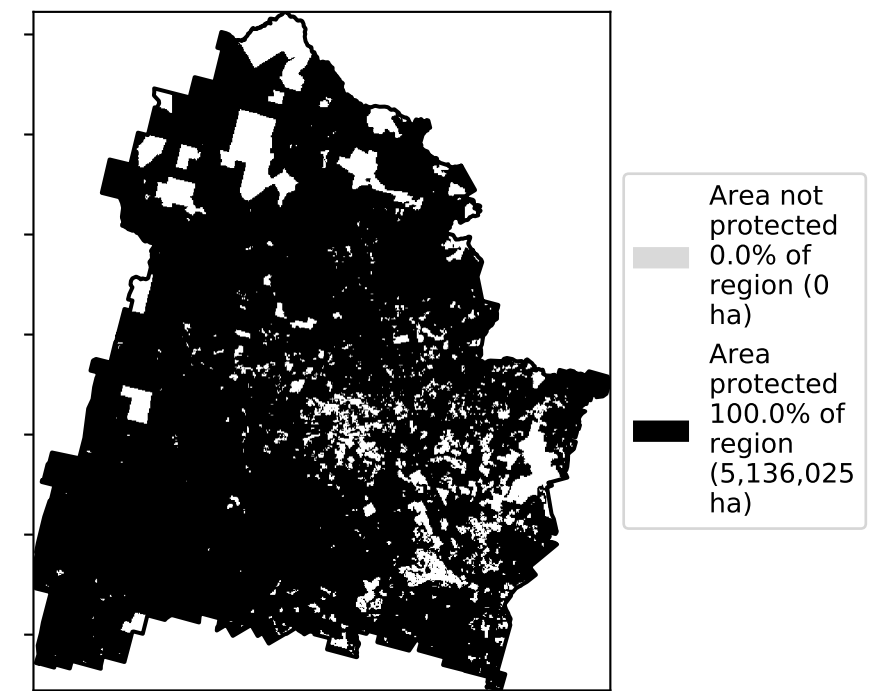 Area not
protected
0.0% of
region (0
ha)
Area
protected
100.0% of
region
(5,136,025
ha)